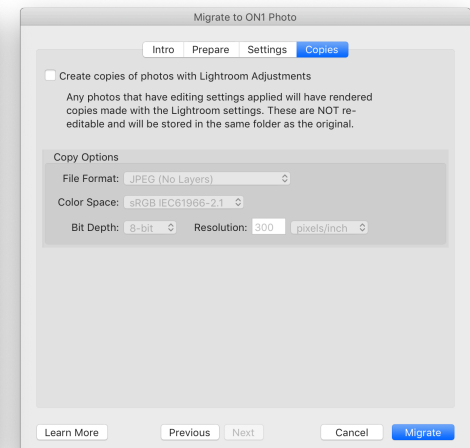 Migrate to ON1 Photo
Intro Prepare Settings Copies
Create copies of photos with Lightroom Adjustments
Any photos that have editing settings applied will have rendered
copies made with the Lightroom settings. These are NOT re-
editable and will be stored in the same folder as the original.
Copy Options
File Format: JPEG (No Layers)
Color Space: sRGB IEC61966-2.1
Bit Depth: 8-bit Resolution: 300 pixels/inch
Learn More Previous Next Cancel Migrate